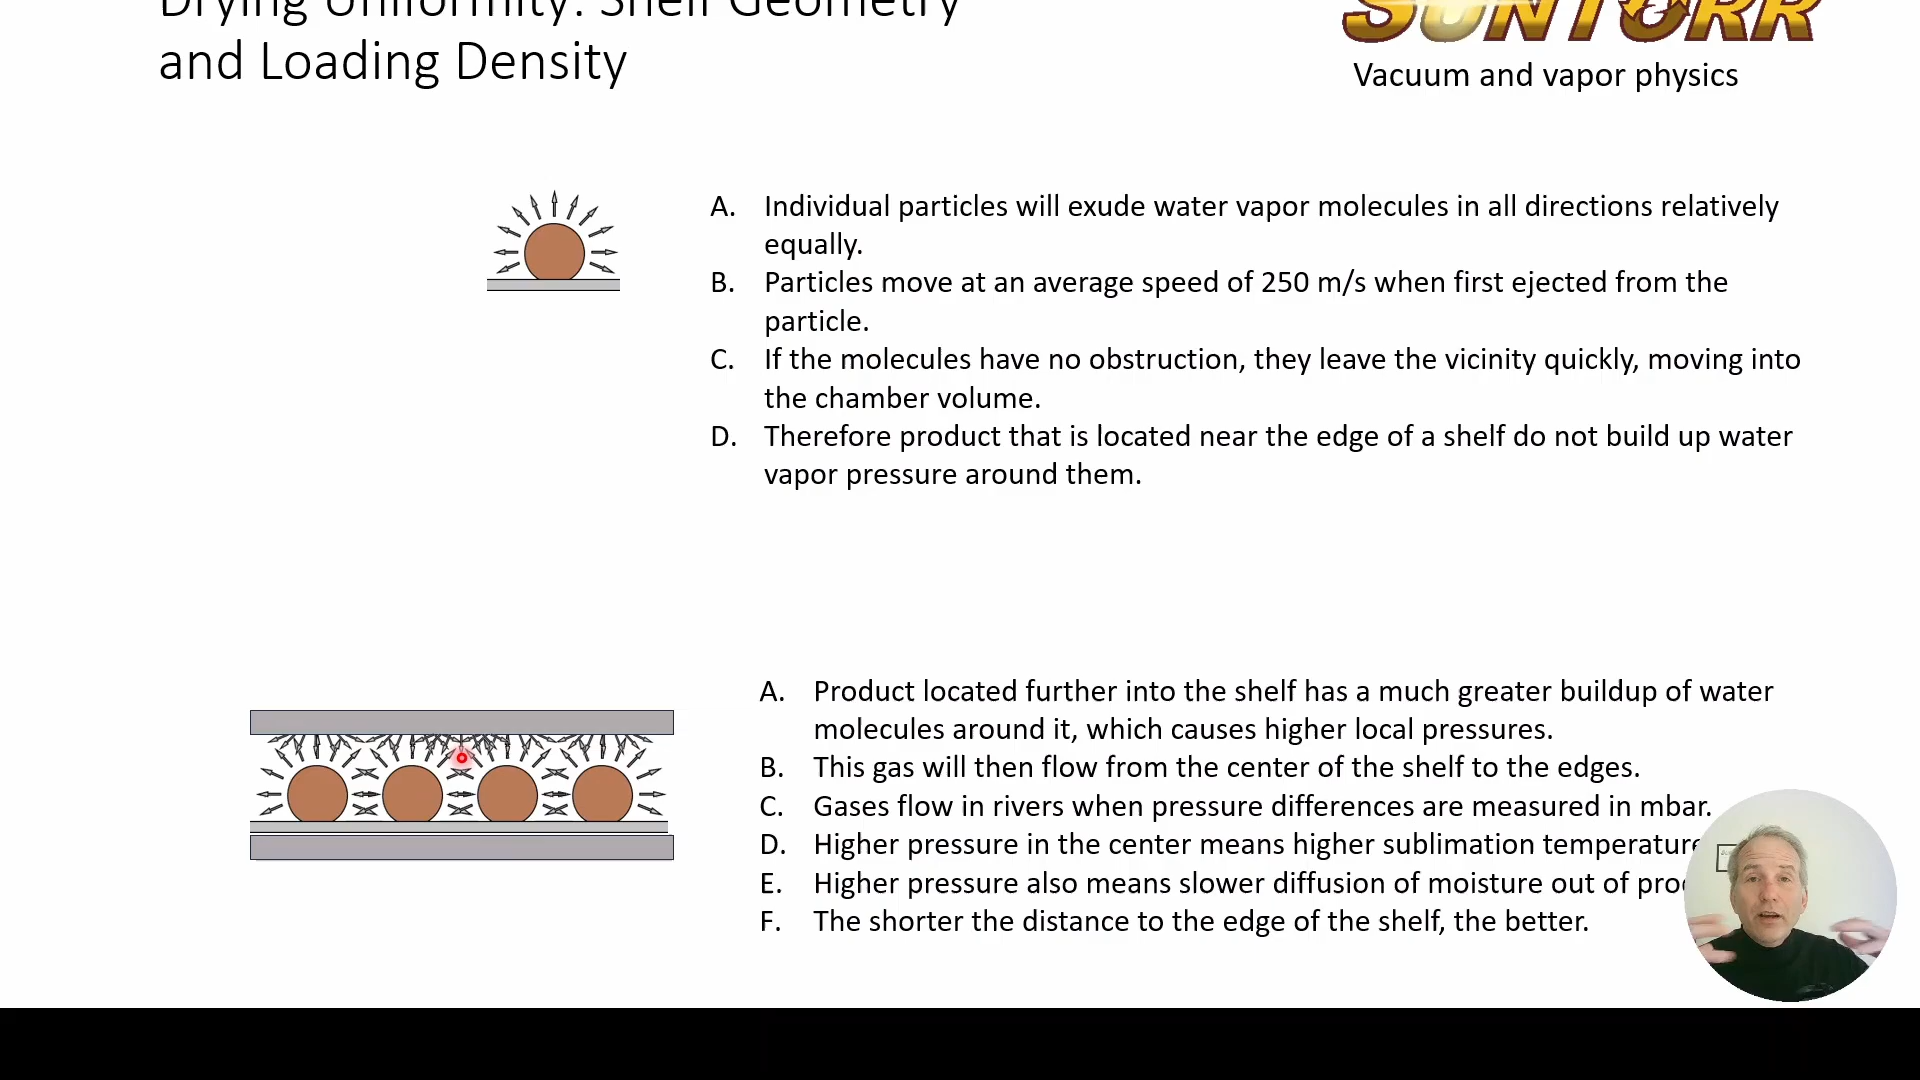 Drying Uniformity: Shelf Geometry
and Loading Density
SUNTORR
Vacuum and vapor physics
A. Individual particles will exude water vapor molecules in all directions relatively
equally.
B. Particles move at an average speed of 250 m/s when first ejected from the
particle.
C. If the molecules have no obstruction, they leave the vicinity quickly, moving into
the chamber volume.
D. Therefore product that is located near the edge of a shelf do not build up water
vapor pressure around them.
A. Product located further into the shelf has a much greater buildup of water
molecules around it, which causes higher local pressures.
B. This gas will then flow from the center of the shelf to the edges.
C. Gases flow in rivers when pressure differences are measured in mbar.
D. Higher pressure in the center means higher sublimation temperature
E. Higher pressure also means slower diffusion of moisture out of
F. The shorter the distance to the edge of the shelf, the better.